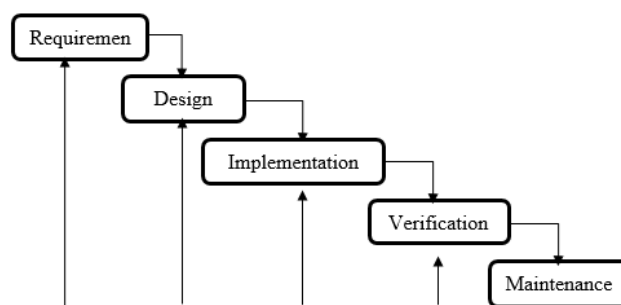 Requiremen
Design
Implementation
Verification
Maintenance